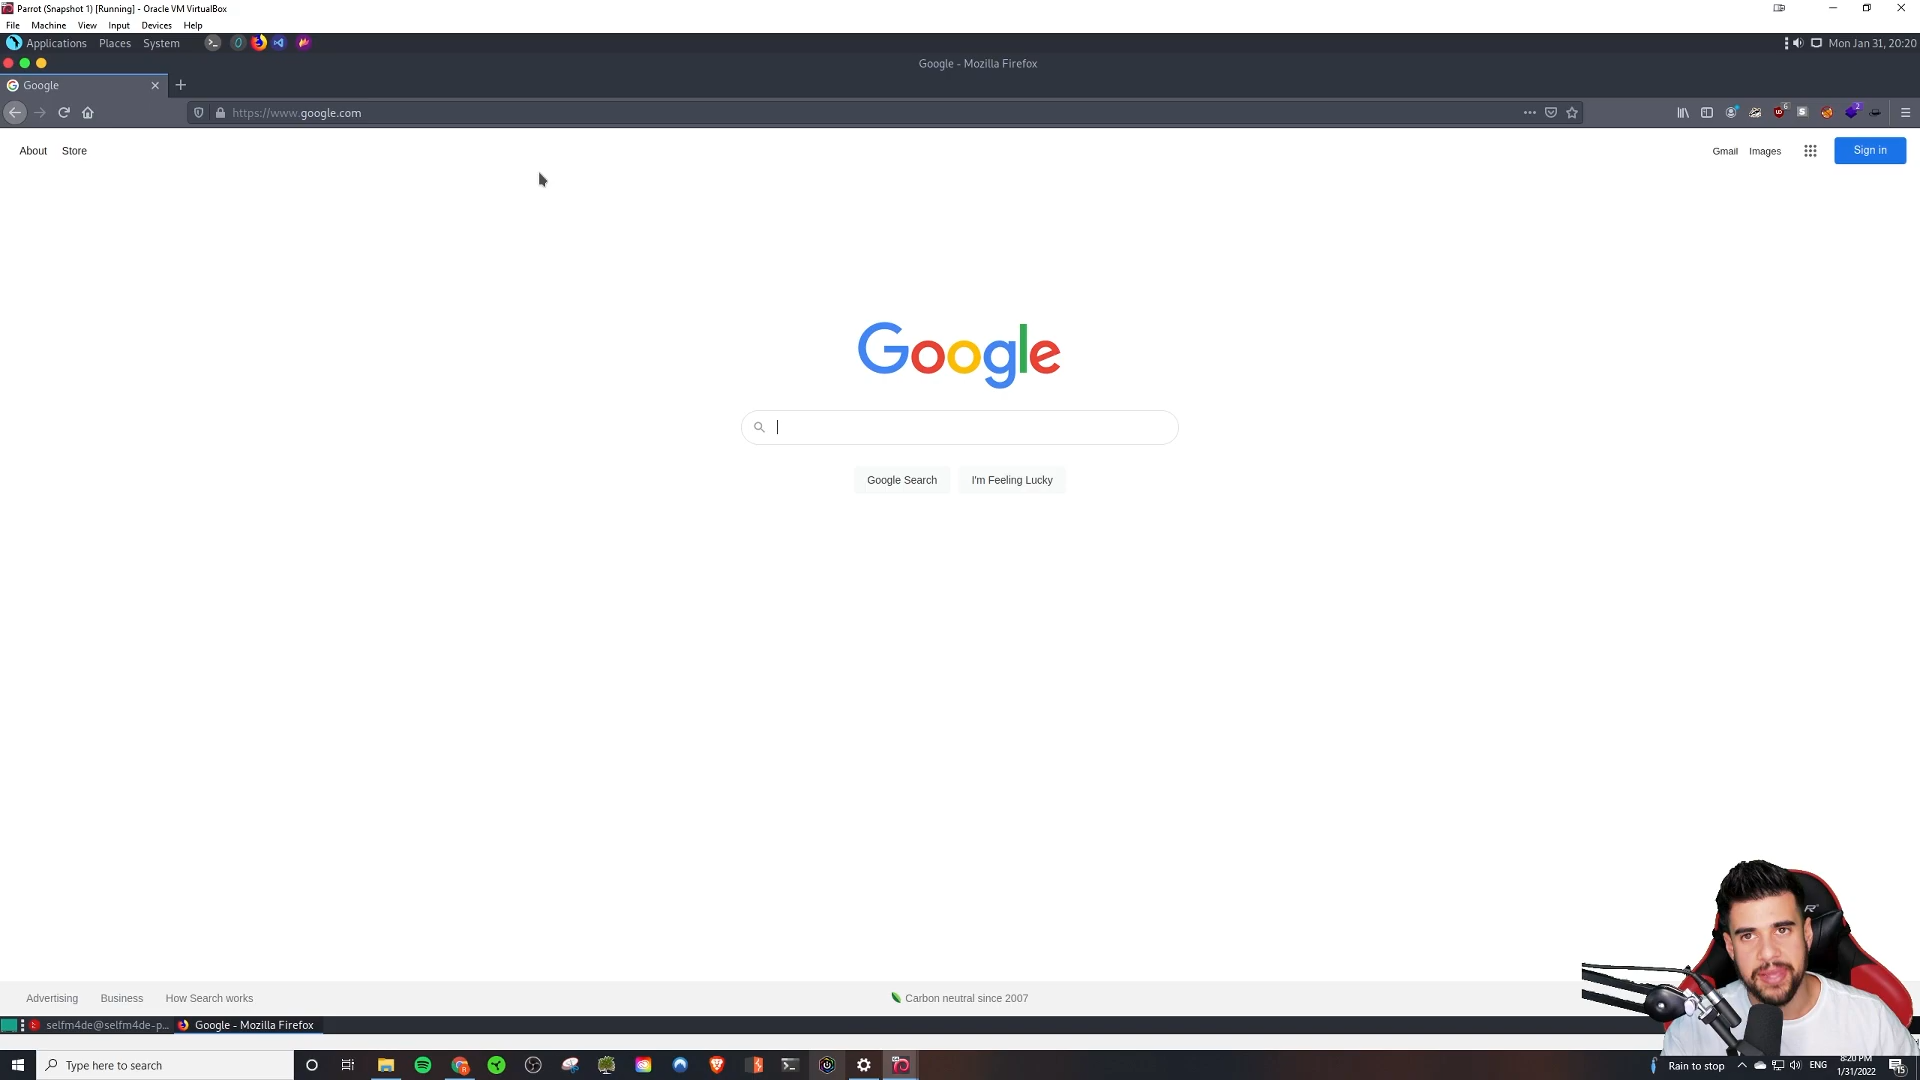 Parrot (Snapshot 1) [Running] - Oracle VM VirtualBox
File Machine View Input Devices Help
Applications Places System
Mon Jan 31, 20:20
Google - Mozilla Firefox
Google
https://www.google.com
6
2
About Store
Gmail Images
Sign in
Google
Google Search
I'm Feeling Lucky
Advertising Business How Search works
Carbon neutral since 2007
selfm4de@selfm4de-p...
Google - Mozilla Firefox
Type here to search
Rain to stop
ENG
8:20 PM
1/31/2022
15